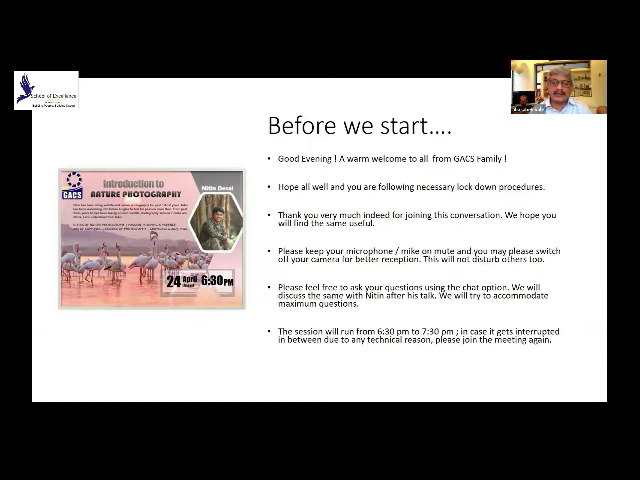 School of Excellence
Before we start....
• Good Evening ! A warm welcome to all from GACS Family !
• Hope all well and you are following necessary lock down procedures.
• Thank you very much indeed for joining this conversation. We hope you
will find the same useful.
• Please keep your microphone / mike on mute and you may please switch
off your camera for better reception. This will not disturb others too.
• Please feel free to ask your questions using the chat option. We will
discuss the same with Nitin after his talk. We will try to accommodate
maximum questions.
• The session will run from 6:30 pm to 7:30 pm ; in case it gets interrupted
in between due to any technical reason, please join the meeting again.
GACS
Introduction to
NATURE PHOTOGRAPHY
Nitin Desai
24 April
6:30PM